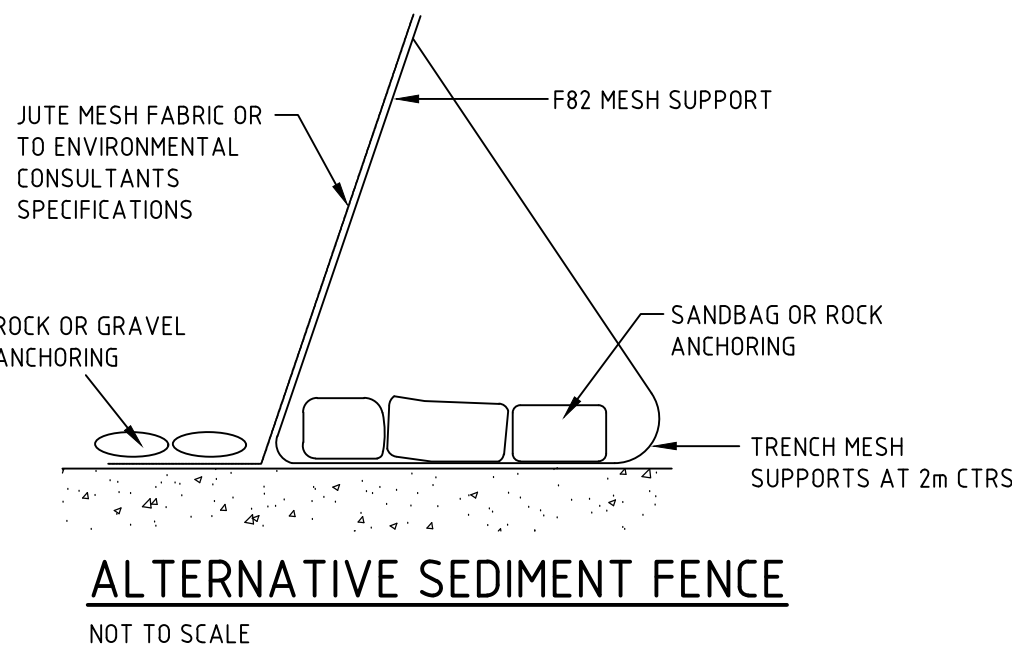 JUTE MESH FABRIC OR
TO ENVIRONMENTAL
CONSULTANTS
SPECIFICATIONS
F82 MESH SUPPORT
ROCK OR GRAVEL
ANCHORING
SANDBAG OR ROCK
ANCHORING
TRENCH MESH
SUPPORTS AT 2m CTRS
ALTERNATIVE SEDIMENT FENCE
NOT TO SCALE